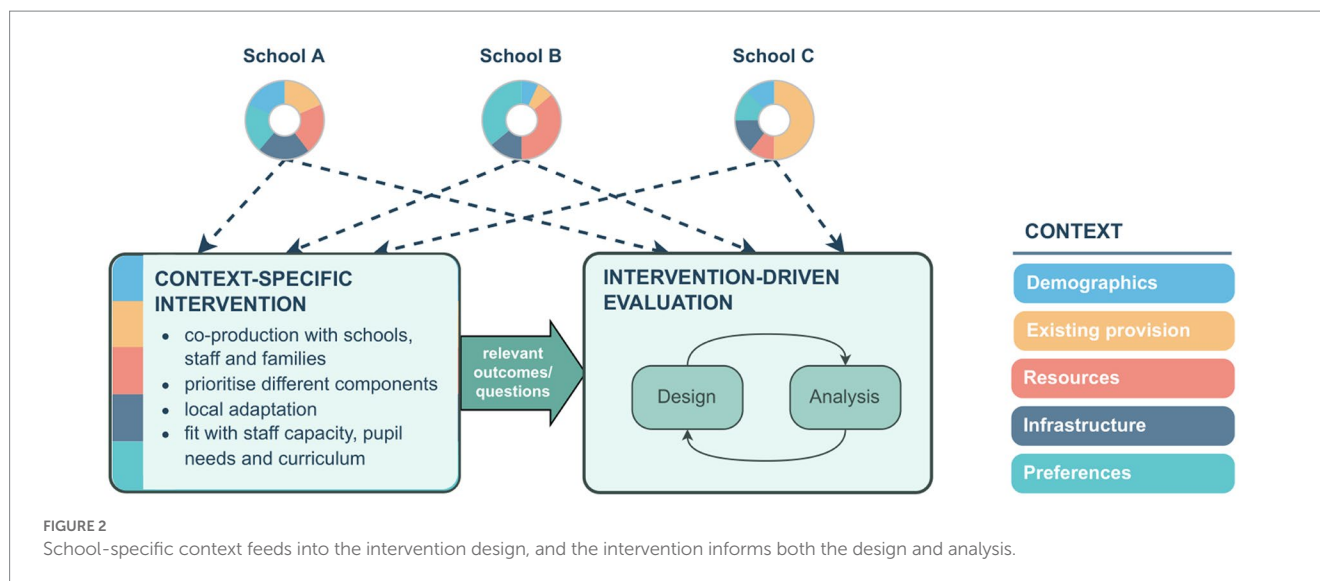 School A
School B
School C
CONTEXT-SPECIFIC
INTERVENTION
• co-production with schools,
staff and families
• prioritise different components
• local adaptation
• fit with staff capacity, pupil
needs and curriculum
relevant
outcomes/
questions
INTERVENTION-DRIVEN
EVALUATION
Design
Analysis
CONTEXT
Demographics
Existing provision
Resources
Infrastructure
Preferences
FIGURE 2
School-specific context feeds into the intervention design, and the intervention informs both the design and analysis.